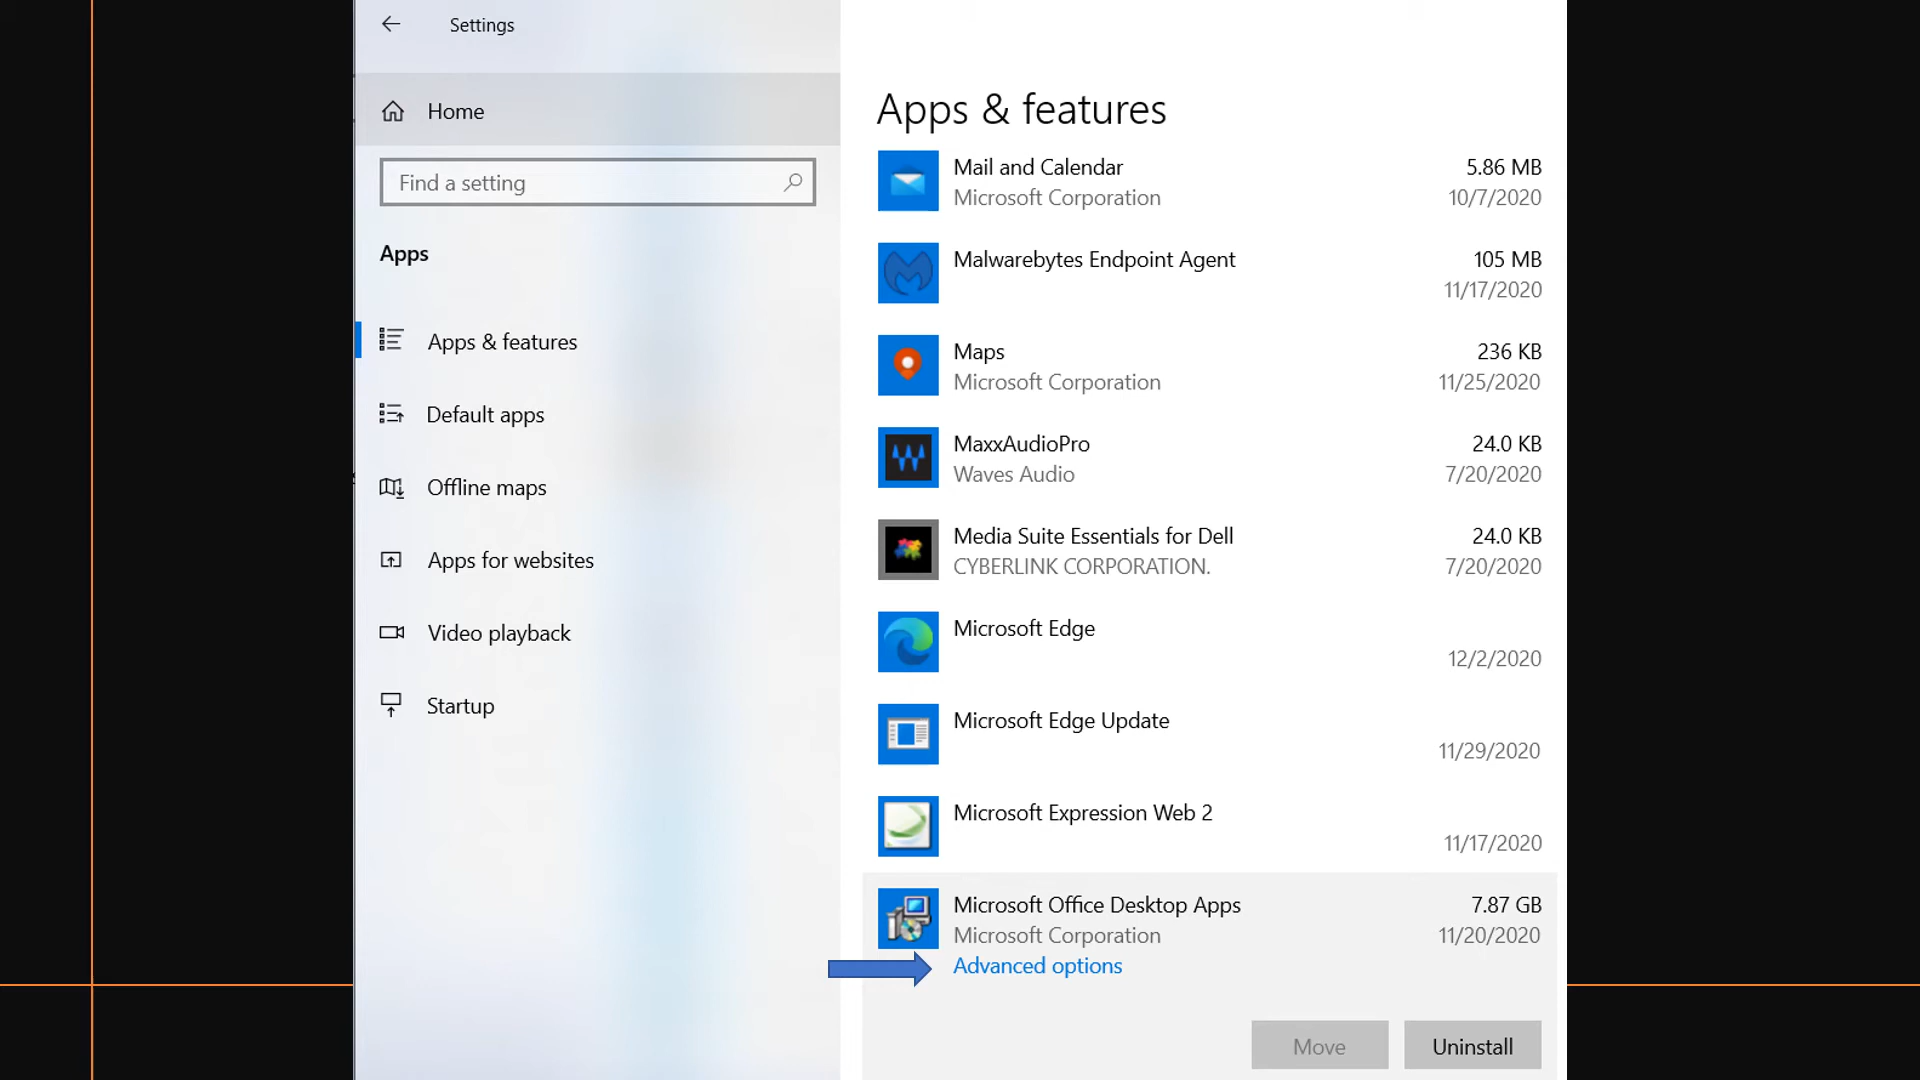 Settings
Home
Find a setting
Apps
Apps & features
Default apps
Offline maps
Apps for websites
Video playback
Startup
Apps & features
Mail and Calendar 5.86 MB
Microsoft Corporation 10/7/2020
Malwarebytes Endpoint Agent 105 MB
11/17/2020
Maps 236 KB
Microsoft Corporation 11/25/2020
MaxxAudioPro 24.0 KB
Waves Audio 7/20/2020
Media Suite Essentials for Dell 24.0 KB
CYBERLINK CORPORATION. 7/20/2020
Microsoft Edge
12/2/2020
Microsoft Edge Update
11/29/2020
Microsoft Expression Web 2
11/17/2020
Microsoft Office Desktop Apps 7.87 GB
Microsoft Corporation 11/20/2020
Advanced options
Move Uninstall